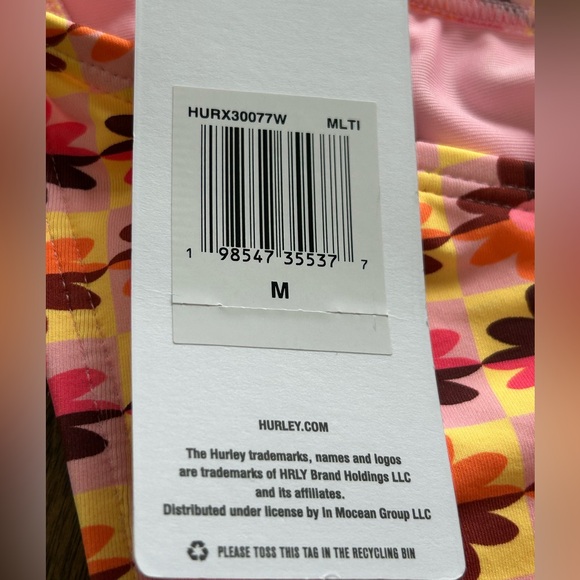 HURX30077W MLTI
1 98547 35537 7
M
HURLEY.COM
The Hurley trademarks, names and logos
are trademarks of HRLY Brand Holdings LLC
and its affiliates.
Distributed under license by In Mocean Group LLC
PLEASE TOSS THIS TAG IN THE RECYCLING BIN